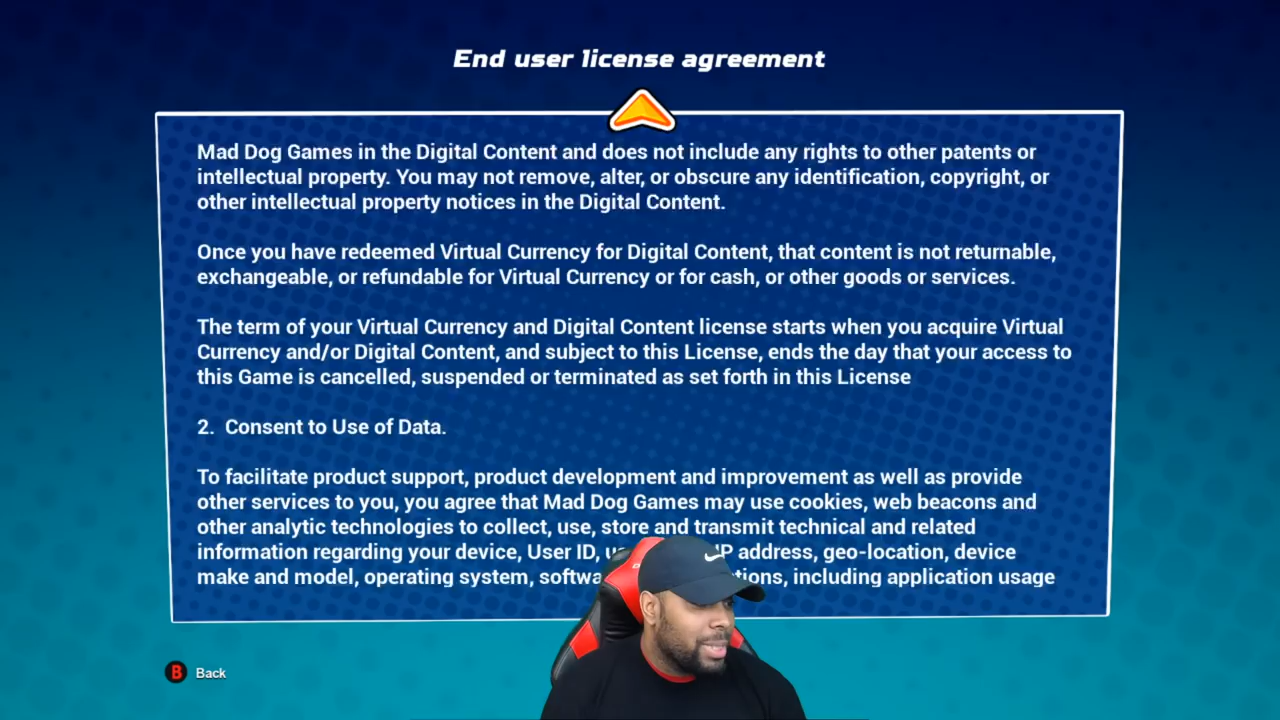 End user license agreement
Mad Dog Games in the Digital Content and does not include any rights to other patents or
intellectual property. You may not remove, alter, or obscure any identification, copyright, or
other intellectual property notices in the Digital Content.
Once you have redeemed Virtual Currency for Digital Content, that content is not returnable,
exchangeable, or refundable for Virtual Currency or for cash, or other goods or services.
The term of your Virtual Currency and Digital Content license starts when you acquire Virtual
Currency and/or Digital Content, and subject to this License, ends the day that your access to
this Game is cancelled, suspended or terminated as set forth in this License
2. Consent to Use of Data.
To facilitate product support, product development and improvement as well as provide
other services to you, you agree that Mad Dog Games may use cookies, web beacons and
other analytic technologies to collect, use, store and transmit technical and related
information regarding your device, User ID, IP address, geo-location, device
make and model, operating system, including application usage
B Back